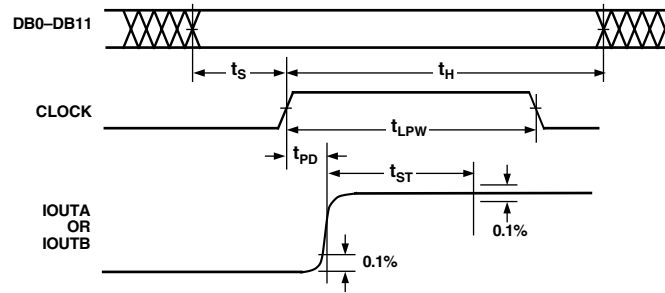 DB0–DB11
tS
tH
CLOCK
tLPW
tPD
tST
IOUTA
OR
IOUTB
0.1%
0.1%